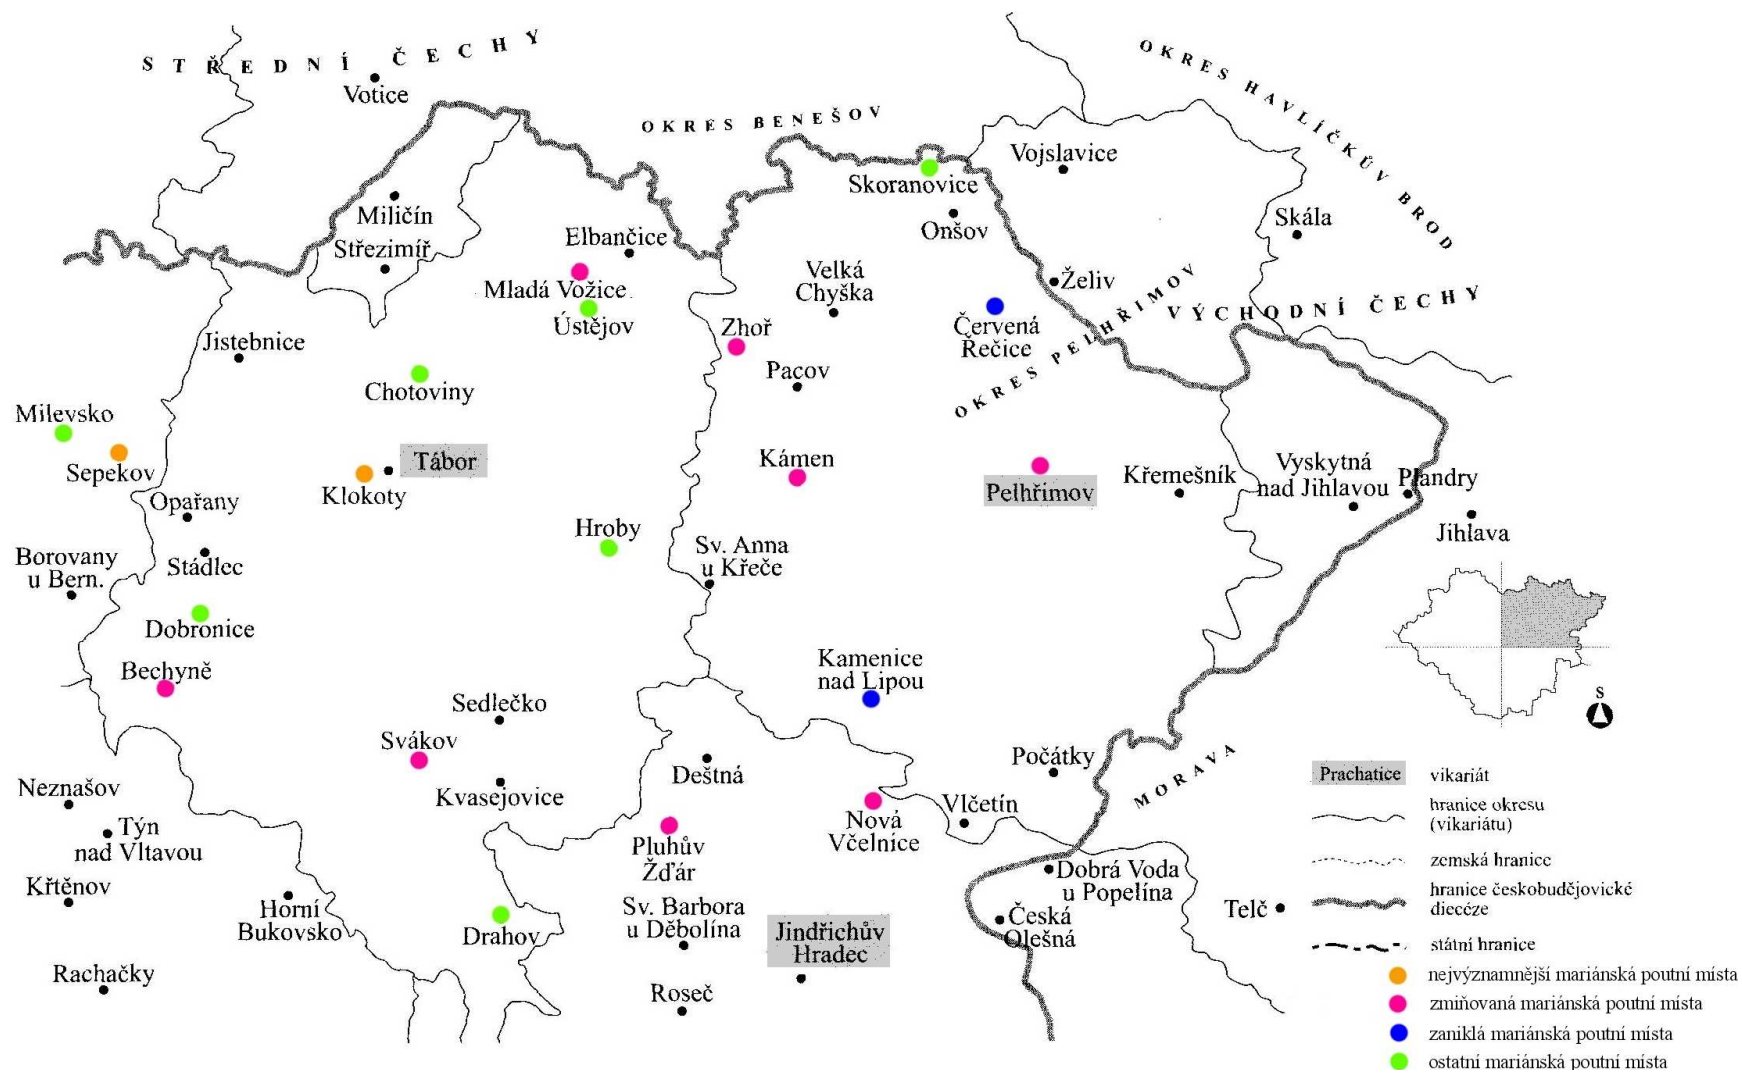 STŘEDNÍ ČECHY
Votice
OKRES BENEŠOV
OKRES HAVLÍČKŮV BROD
Vojslavice
Skoranovice
Onšov
Skála
Miličín
Střezimíř
Elbančice
Mladá Vožice
Ústějov
Velká
Chyška
Želiv
OKRES PELHŘIMOV
VÝCHODNÍ ČECHY
Červená
Řečice
Zhoř
Jistebnice
Pacov
Chotoviny
Milevsko
Sepekov
Tábor
Klokoty
Kámen
Pelhřimov
Křemešník
Vyskytná
nad Jihlavou
Plandry
Jihlava
Opařany
Hroby
Sv. Anna
u Křeče
Borovany
u Bern.
Stádlec
Dobronice
Bechyně
Kamenice
nad Lipou
Sedlečko
Svákov
Deštná
Počátky
MORAVA
Neznašov
Kvasejovice
Týn
nad Vltavou
Pluhův
Žďár
Nová
Včelnice
Vlčetín
Dobrá Voda
u Popelína
Křtěnov
Horní
Bukovsko
Drahov
Sv. Barbora
u Děbolína
Jindřichův
Hradec
Česká
Olešná
Telč
Rachačky
Roseč
S
Prachatice
vikariát
hranice okresu
(vikariátu)
zemská hranice
hranice českobudějovické
diecéze
státní hranice
nejvýznamnější mariánská poutní místa
zmiňovaná mariánská poutní místa
zaniklá mariánská poutní místa
ostatní mariánská poutní místa